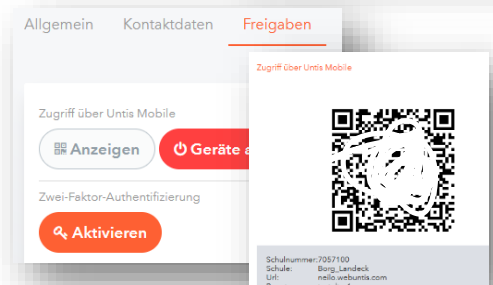 Allgemein Kontaktdaten Freigaben
Zugriff über Untis Mobile
Anzeigen Geräte a
Zwei-Faktor-Authentifizierung
Aktivieren
Zugriff über Untis Mobile
Schulnummer:7057100
Schule: Borg_Landeck
Url: neilo.webuntis.com